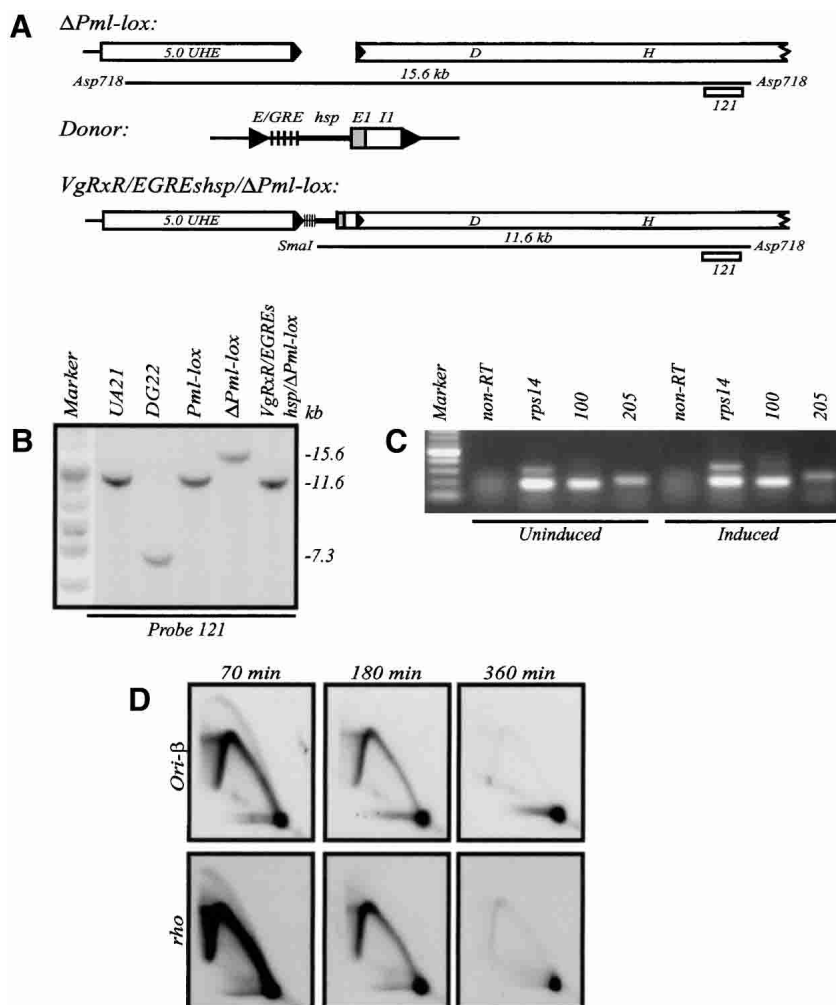 A
ΔPml-lox:
5.0 UHE
D
H
15.6 kb
Asp718
Asp718
121
Donor:
E/GRE hsp E1 I1
VgRxR/EGREshsp/ΔPml-lox:
5.0 UHE
D
H
11.6 kb
SmaI
Asp718
121
B
Marker
UA21
DG22
Pml-lox
ΔPml-lox
VgRxR/EGREs
hsp/ΔPml-lox
kb
-15.6
-11.6
-7.3
Probe 121
C
Marker
non-RT
rps14
100
205
non-RT
rps14
100
205
Uninduced
Induced
D
70 min
180 min
360 min
Ori-β
rho